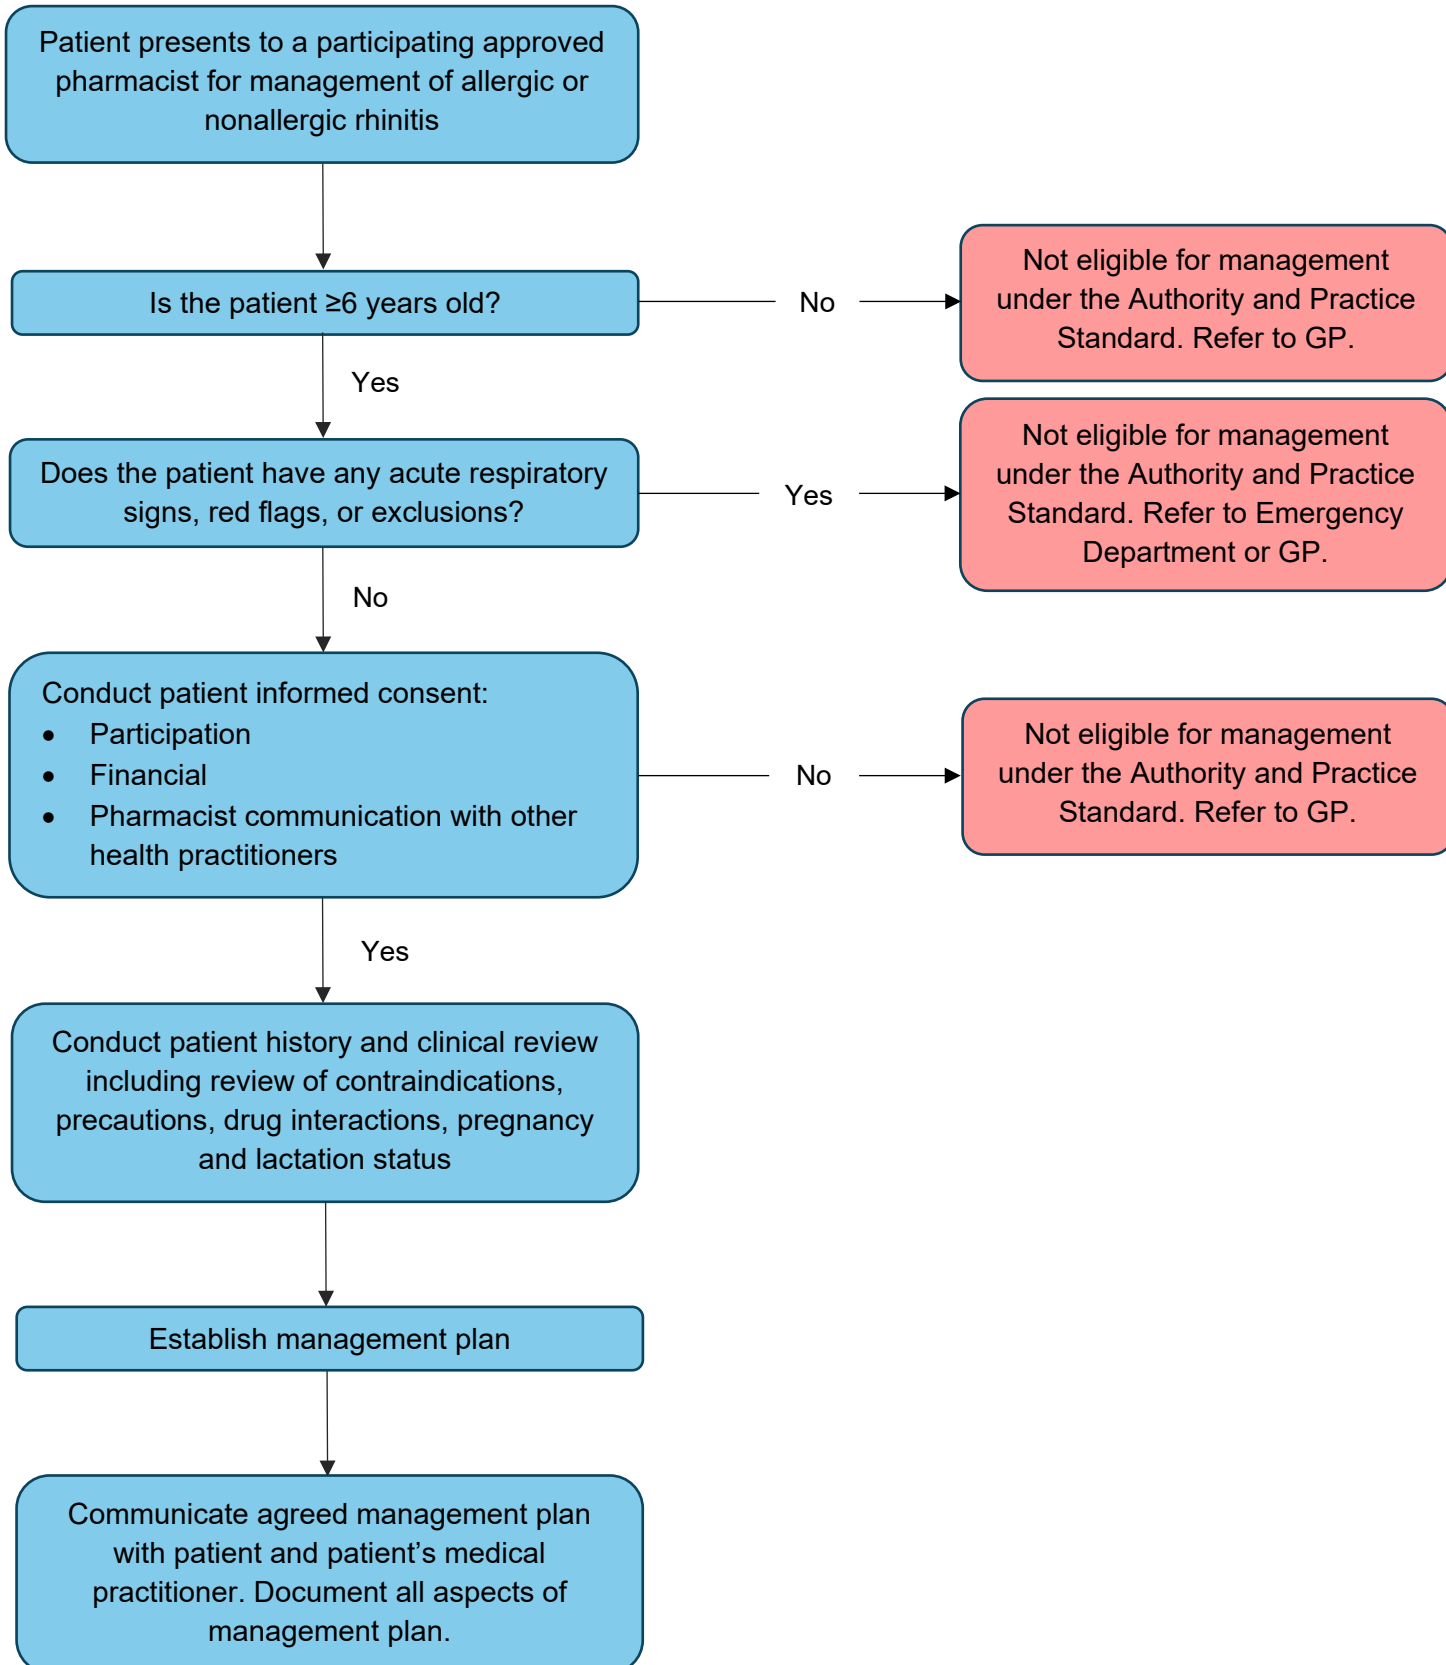 Patient presents to a participating approved
pharmacist for management of allergic or
nonallergic rhinitis
Is the patient ≥6 years old?
No
Not eligible for management
under the Authority and Practice
Standard. Refer to GP.
Yes
Does the patient have any acute respiratory
signs, red flags, or exclusions?
Yes
Not eligible for management
under the Authority and Practice
Standard. Refer to Emergency
Department or GP.
No
Conduct patient informed consent:
• Participation
• Financial
• Pharmacist communication with other
health practitioners
No
Not eligible for management
under the Authority and Practice
Standard. Refer to GP.
Yes
Conduct patient history and clinical review
including review of contraindications,
precautions, drug interactions, pregnancy
and lactation status
Establish management plan
Communicate agreed management plan
with patient and patient’s medical
practitioner. Document all aspects of
management plan.